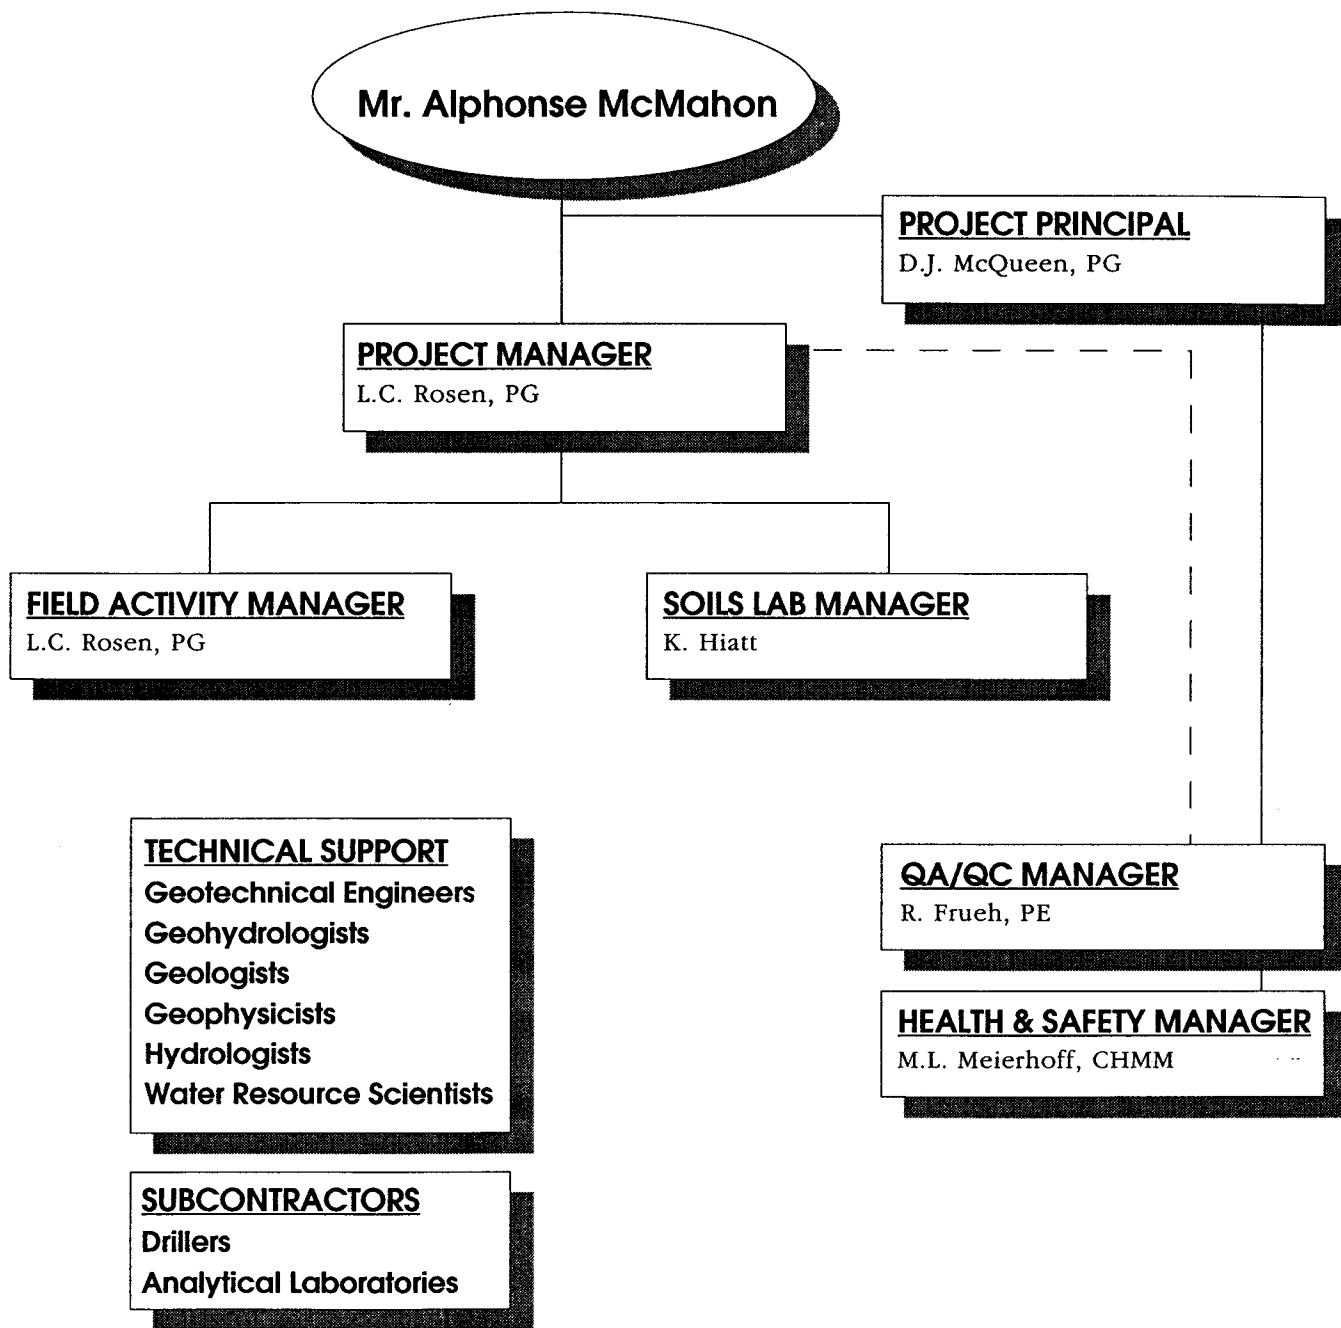 Mr. Alphonse McMahon
PROJECT PRINCIPAL
D.J. McQueen, PG
PROJECT MANAGER
L.C. Rosen, PG
FIELD ACTIVITY MANAGER
L.C. Rosen, PG
SOILS LAB MANAGER
K. Hiatt
TECHNICAL SUPPORT
Geotechnical Engineers
Geohydrologists
Geologists
Geophysicists
Hydrologists
Water Resource Scientists
QA/QC MANAGER
R. Frueh, PE
HEALTH & SAFETY MANAGER
M.L. Meierhoff, CHMM
SUBCONTRACTORS
Drillers
Analytical Laboratories